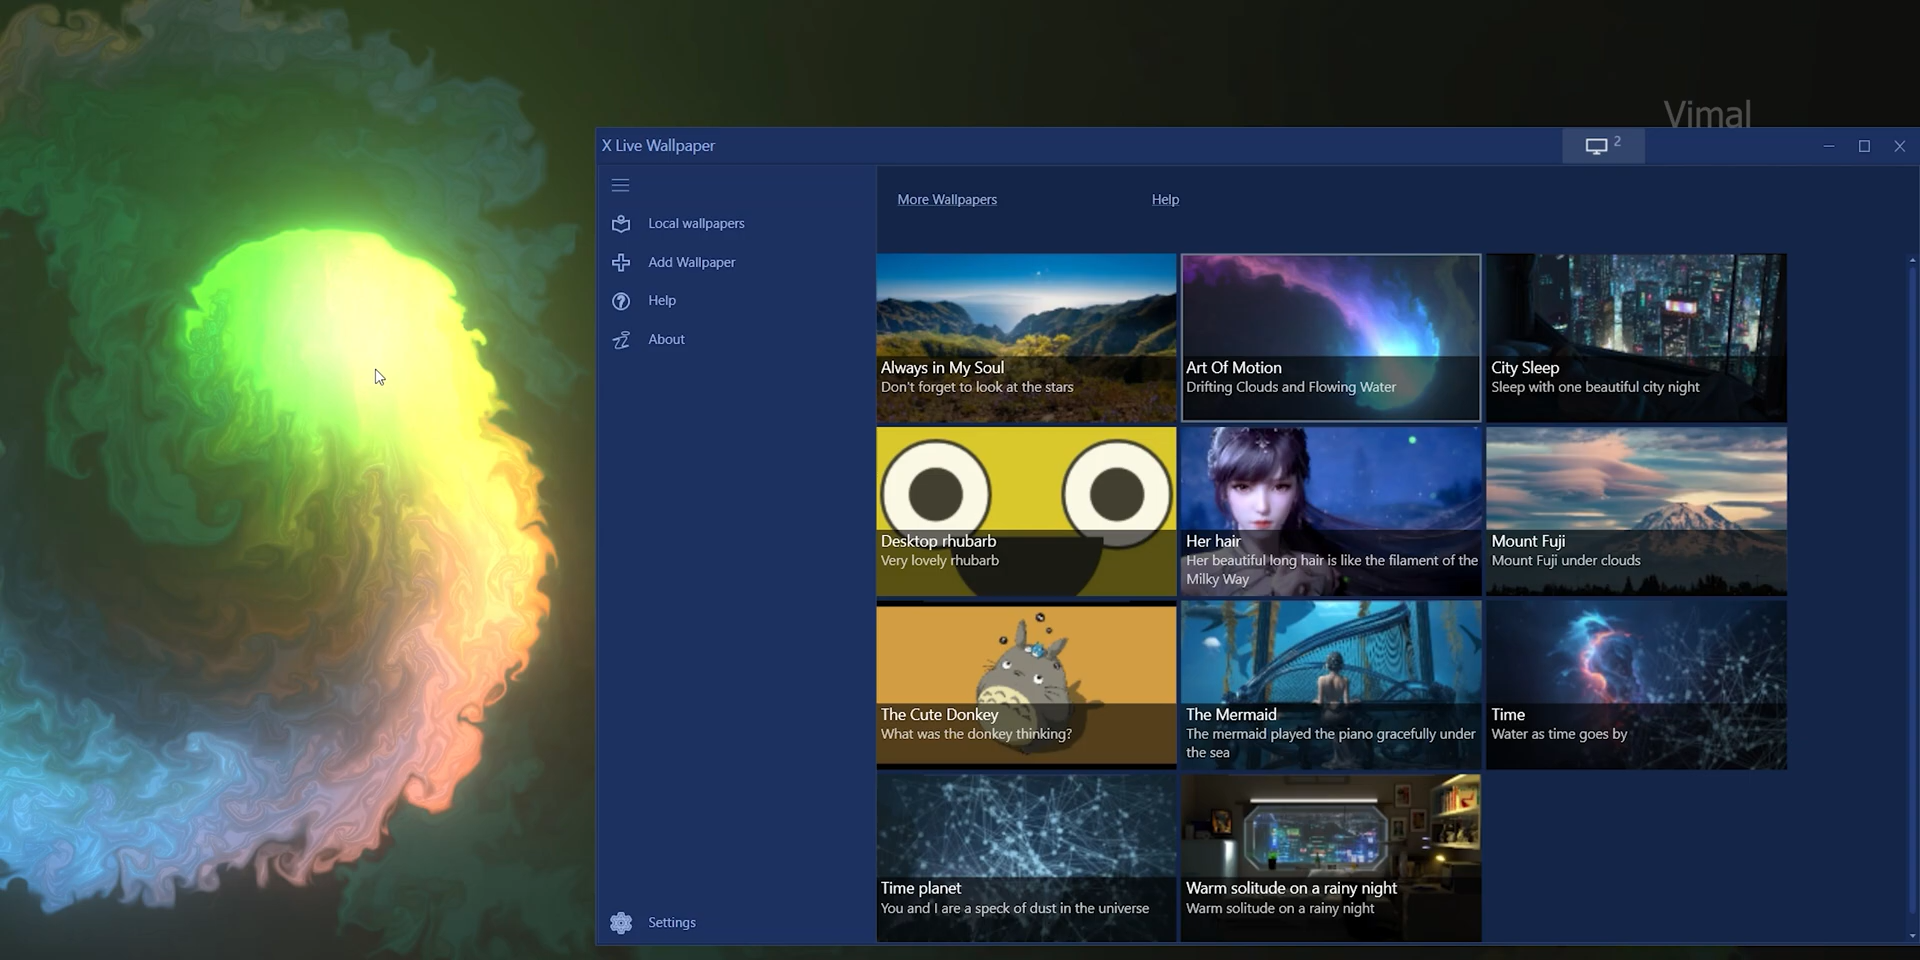 Vimal
X Live Wallpaper
2
Local wallpapers
Add Wallpaper
Help
About
Settings
More Wallpapers
Help
Always in My Soul
Don't forget to look at the stars
Art Of Motion
Drifting Clouds and Flowing Water
City Sleep
Sleep with one beautiful city night
Desktop rhubarb
Very lovely rhubarb
Her hair
Her beautiful long hair is like the filament of the
Milky Way
Mount Fuji
Mount Fuji under clouds
The Cute Donkey
What was the donkey thinking?
The Mermaid
The mermaid played the piano gracefully under
the sea
Time
Water as time goes by
Time planet
You and I are a speck of dust in the universe
Warm solitude on a rainy night
Warm solitude on a rainy night